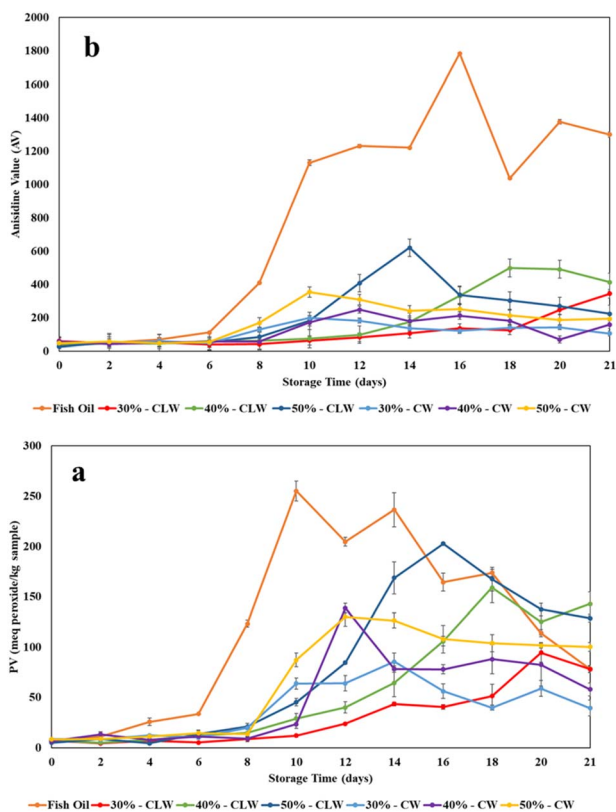 b
2000
1800
1600
1400
1200
1000
800
600
400
200
0
Anisidine Value (AV)
0 2 4 6 8 10 12 14 16 18 20 21
Storage Time (days)
Fish Oil 30% - CLW 40% - CLW 50% - CLW 30% - CW 40% - CW 50% - CW
a
300
250
200
150
100
50
0
PV (meq peroxide/kg sample)
0 2 4 6 8 10 12 14 16 18 20 21
Storage Time (days)
Fish Oil 30% - CLW 40% - CLW 50% - CLW 30% - CW 40% - CW 50% - CW